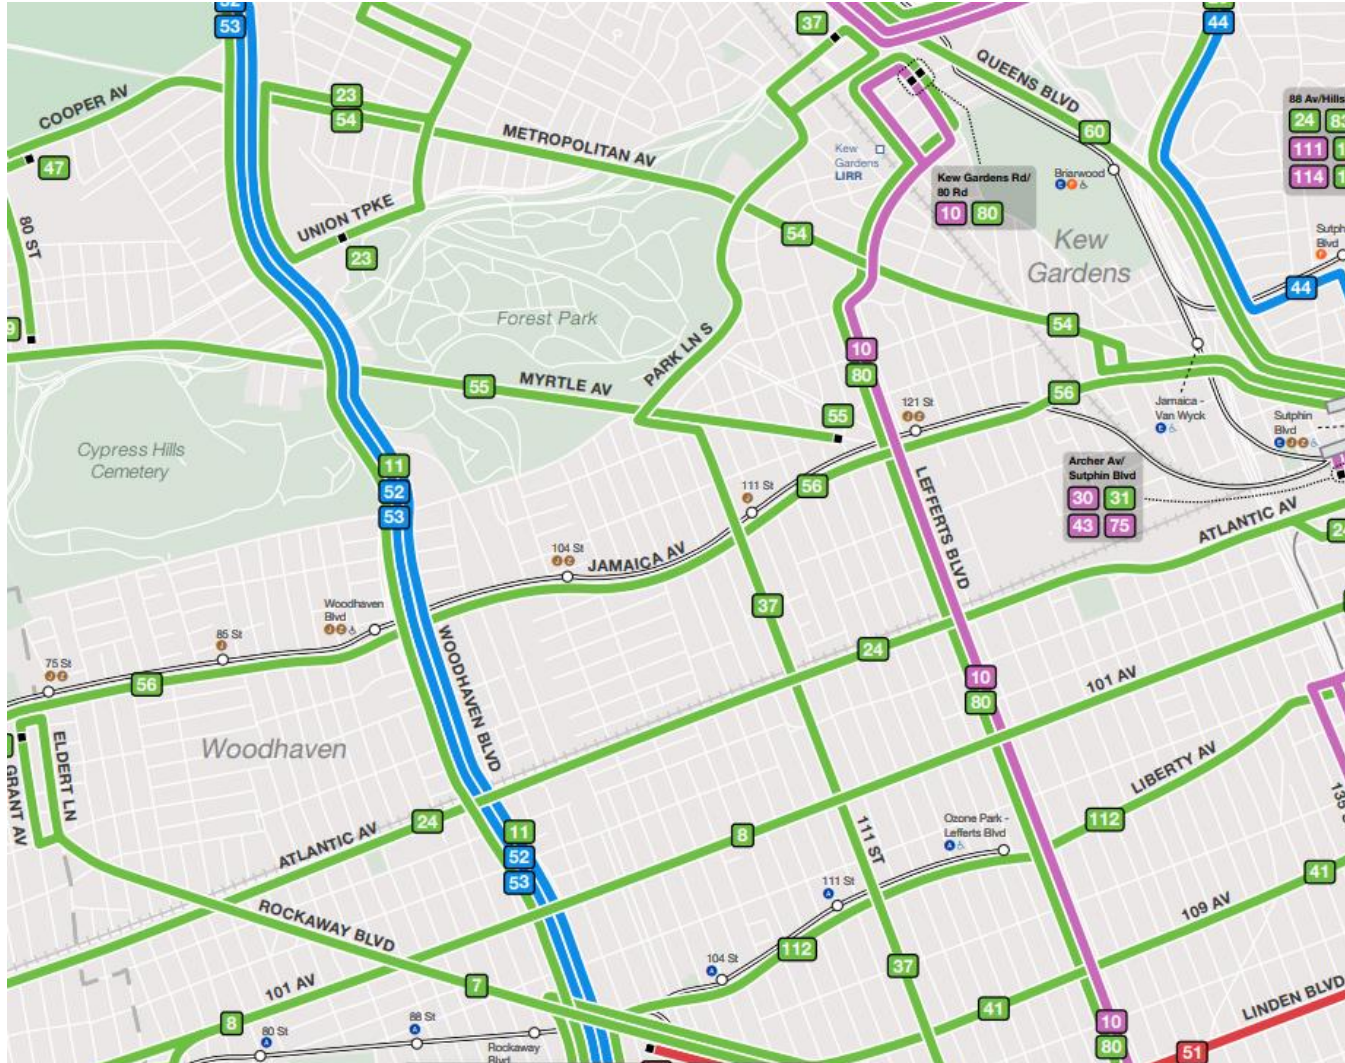 52
53
37
44
QUEENS BLVD
COOPER AV
23
54
METROPOLITAN AV
60
88 Av/Hills
24
111
114
47
Kew
Gardens
LIRR
Briarwood
Kew Gardens Rd/
80 Rd
10 80
80 ST
UNION TPKE
23
54
Kew
Gardens
Sutph
Blvd
44
Forest Park
PARK LN S
54
10
80
55
MYRTLE AV
56
55
121 St
Jamaica -
Van Wyck
Sutphin
Blvd
Cypress Hills
Cemetery
11
52
53
111 St
56
LEFFERTS BLVD
Archer Av/
Sutphin Blvd
30 31
43 75
ATLANTIC AV
104 St
JAMAICA AV
Woodhaven
Blvd
37
85 St
75 St
56
WOODHAVEN BLVD
24
10
80
101 AV
Woodhaven
ELDERT LN
GRANT AV
LIBERTY AV
24
ATLANTIC AV
11
52
53
8
111 ST
Ozone Park -
Lefferts Blvd
112
111 St
41
109 AV
ROCKAWAY BLVD
112
104 St
37
101 AV
7
8
80 St
88 St
Rockaway
Blvd
41
10
80
51
LINDEN BLVD